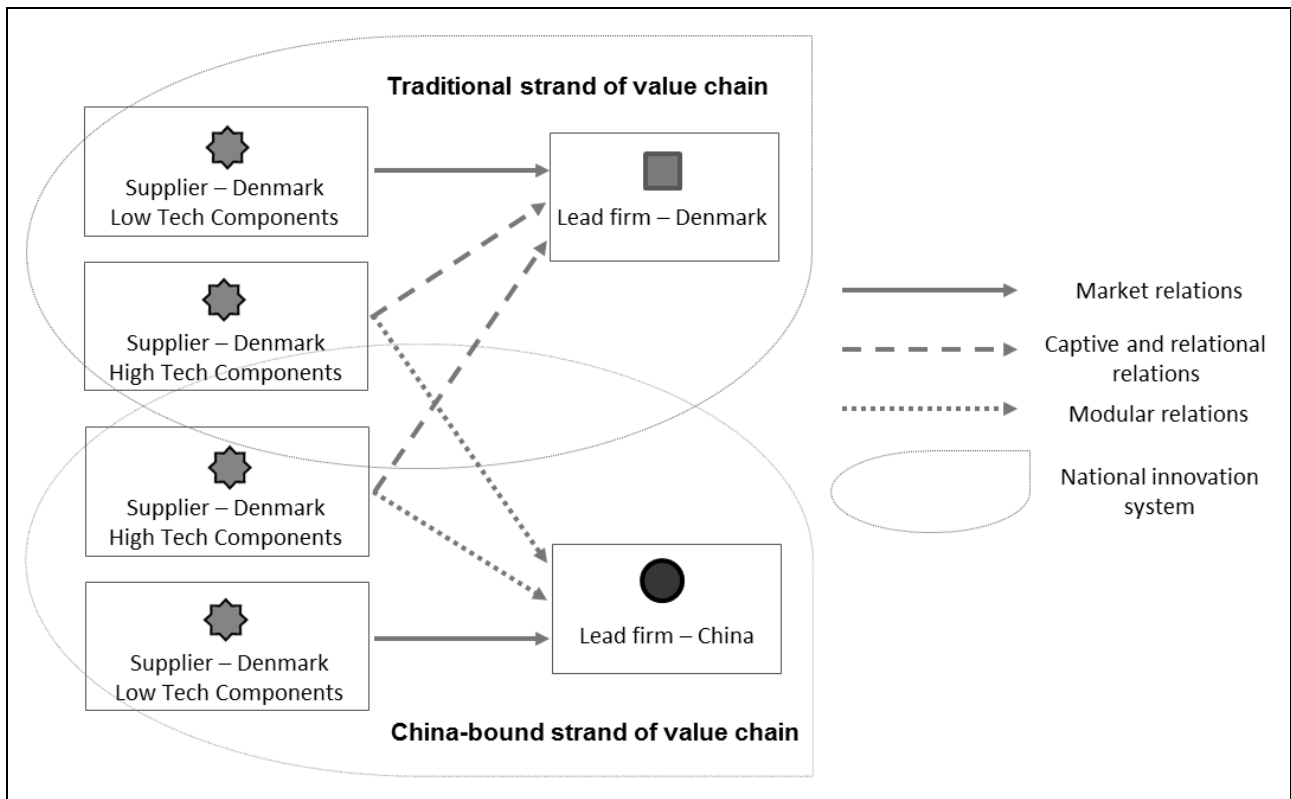 Traditional strand of value chain
Supplier – Denmark
Low Tech Components
Lead firm – Denmark
Supplier – Denmark
High Tech Components
Supplier – Denmark
High Tech Components
Lead firm – China
Supplier – Denmark
Low Tech Components
China-bound strand of value chain
Market relations
Captive and relational
relations
Modular relations
National innovation
system